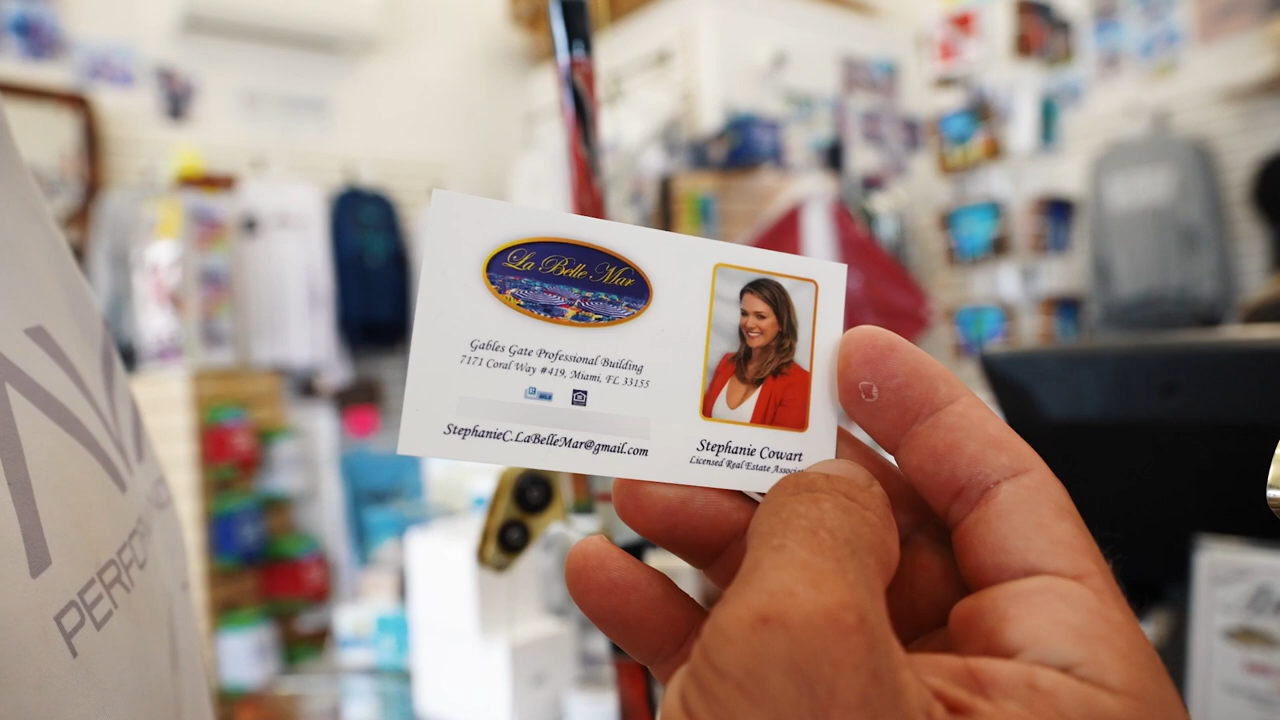 La Belle Mar
Gables Gate Professional Building
7171 Coral Way #419, Miami, FL 33155
StephanieC.LaBelleMar@gmail.com
Stephanie Cowart
Licensed Real Estate
PERFO